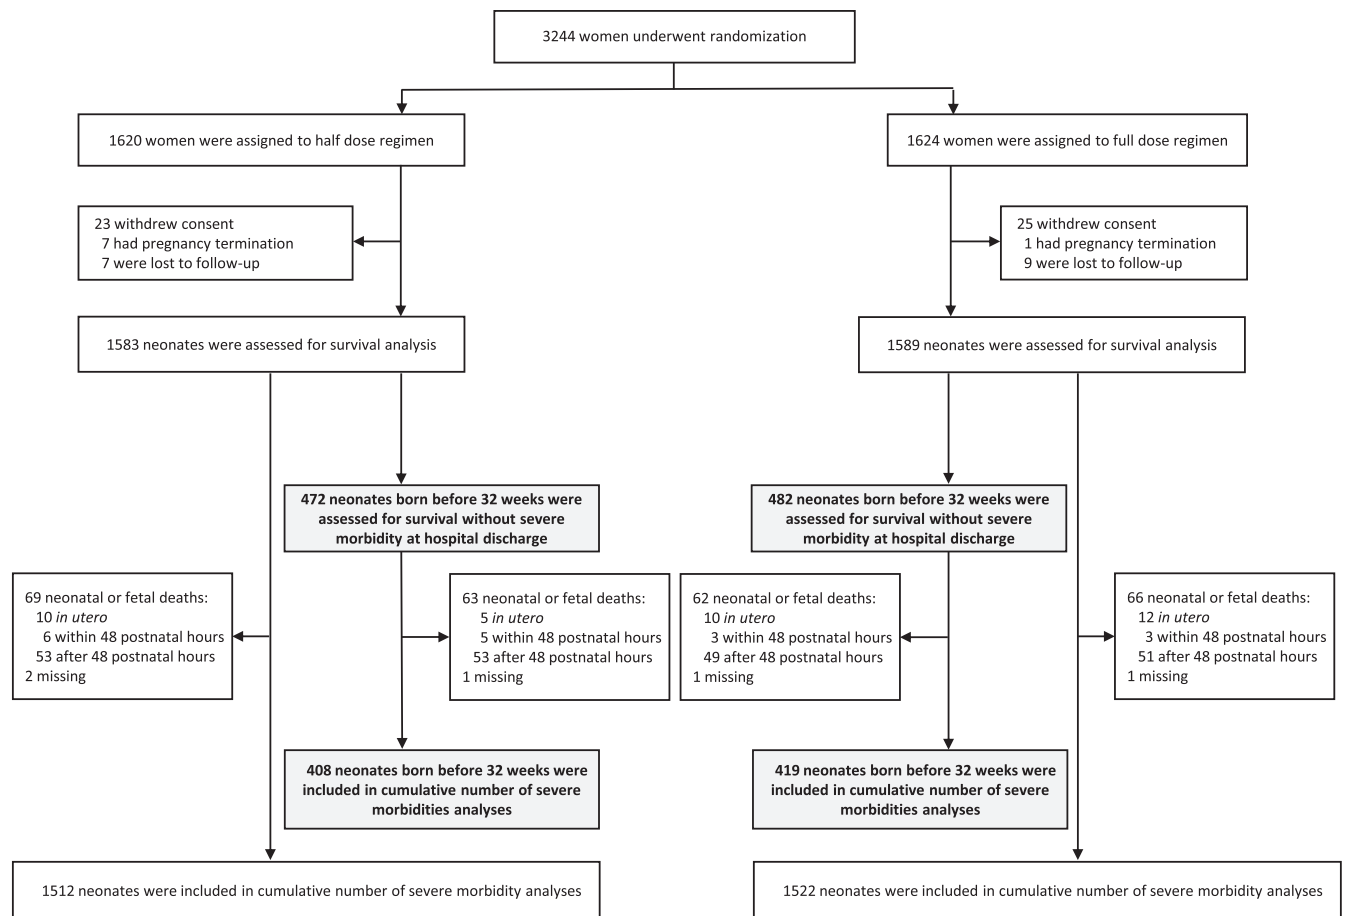 3244 women underwent randomization
1620 women were assigned to half dose regimen
1624 women were assigned to full dose regimen
23 withdrew consent
7 had pregnancy termination
7 were lost to follow-up
25 withdrew consent
1 had pregnancy termination
9 were lost to follow-up
1583 neonates were assessed for survival analysis
1589 neonates were assessed for survival analysis
472 neonates born before 32 weeks were
assessed for survival without severe
morbidity at hospital discharge
482 neonates born before 32 weeks were
assessed for survival without severe
morbidity at hospital discharge
69 neonatal or fetal deaths:
10 in utero
6 within 48 postnatal hours
53 after 48 postnatal hours
2 missing
63 neonatal or fetal deaths:
5 in utero
5 within 48 postnatal hours
53 after 48 postnatal hours
1 missing
62 neonatal or fetal deaths:
10 in utero
3 within 48 postnatal hours
49 after 48 postnatal hours
1 missing
66 neonatal or fetal deaths:
12 in utero
3 within 48 postnatal hours
51 after 48 postnatal hours
1 missing
408 neonates born before 32 weeks were
included in cumulative number of severe
morbidities analyses
419 neonates born before 32 weeks were
included in cumulative number of severe
morbidities analyses
1512 neonates were included in cumulative number of severe morbidity analyses
1522 neonates were included in cumulative number of severe morbidity analyses